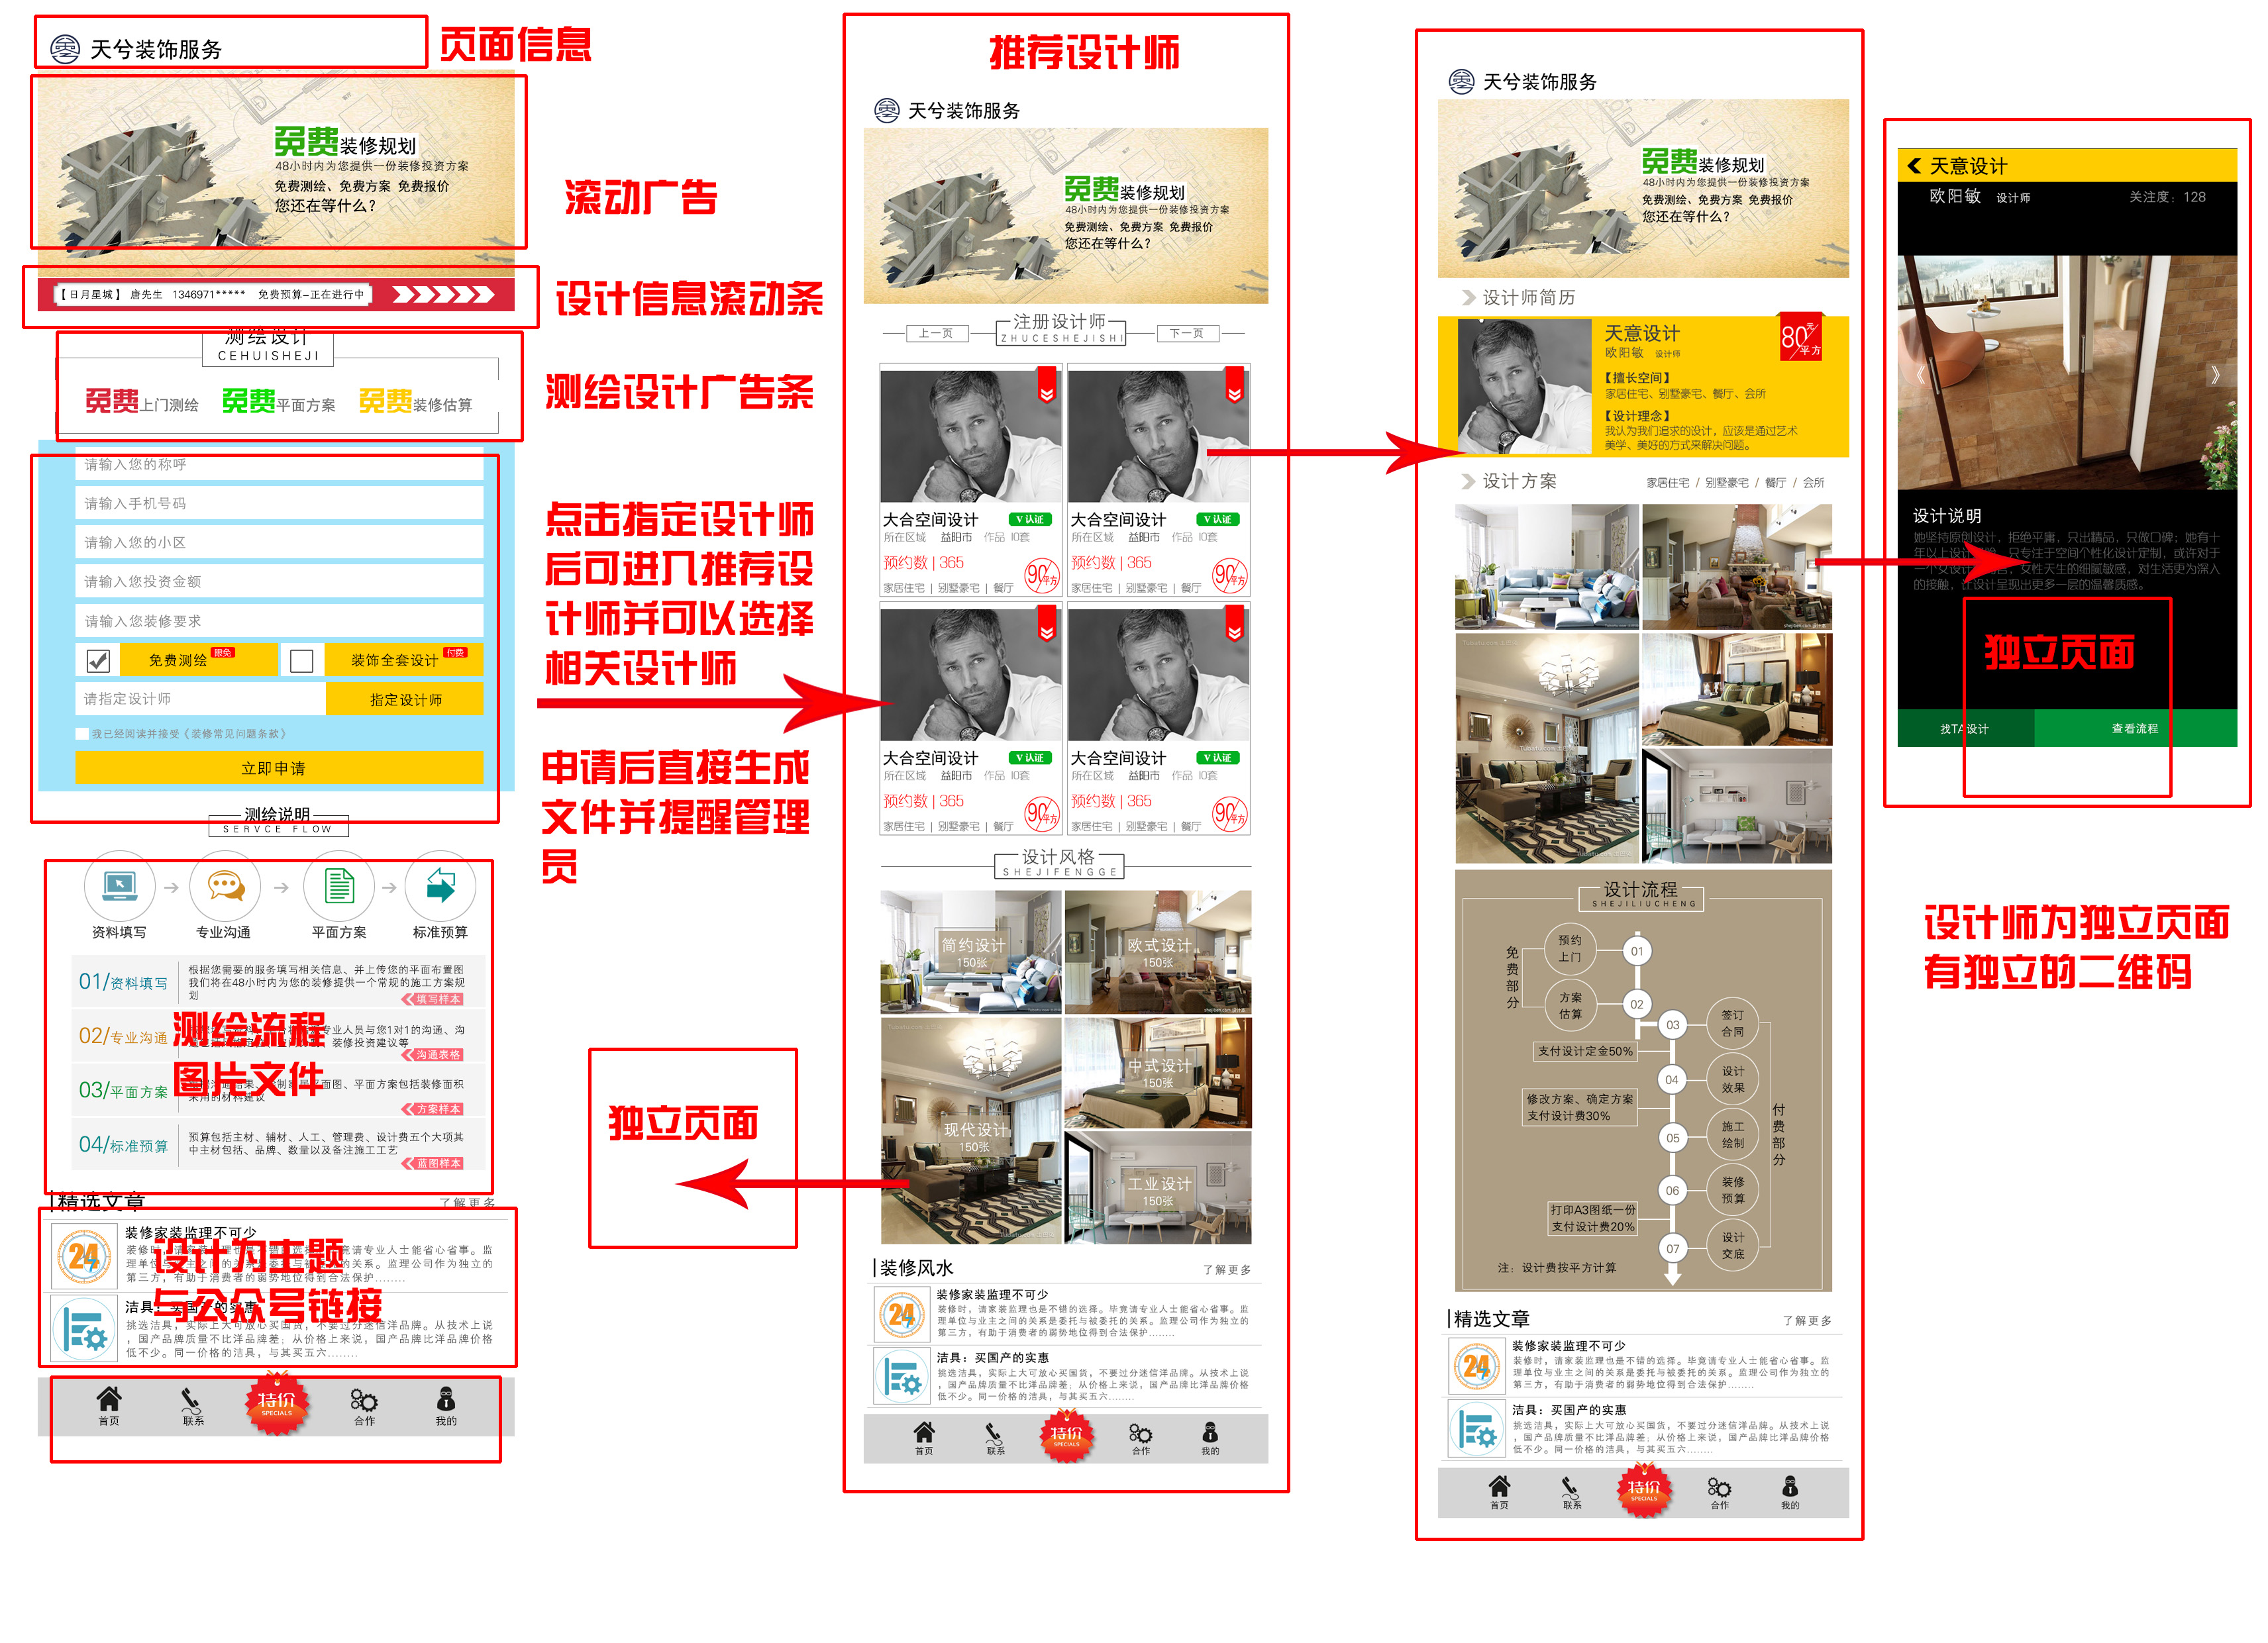 天兮装饰服务
页面信息
免费装修规划
48小时内为您提供一份装修投资方案
免费测绘、免费方案 免费报价
您还在等什么?
滚动广告
【日月星城】 唐先生 1346971***** 免费预算-正在进行中
设计信息滚动条
测绘设计
CEHUISHEJI
免费上门测绘 免费平面方案 免费装修估算
测绘设计广告条
请输入您的称呼
请输入手机号码
请输入您的小区
请输入您投资金额
请输入您装修要求
免费测绘 限免 装饰全套设计 付费
请指定设计师 指定设计师
我已经阅读并接受《装修常见问题条款》
立即申请
点击指定设计师
后可进入推荐设
计师并可以选择
相关设计师
申请后直接生成
文件并提醒管理
员
测绘说明
SERVCE FLOW
资料填写 专业沟通 平面方案 标准预算
01/资料填写
根据您需要的服务填写相关信息、并上传您的平面布置图
我们将在48小时内为您的装修提供一个常规的施工方案规
划
填写样本
02/专业沟通
专业人员与您1对1的沟通、沟
装修投资建议等
沟通表格
03/平面方案
面图、平面方案包括装修面积
采用的材料建议
方案样本
04/标准预算
预算包括主材、辅材、人工、管理费、设计费五个大项其
中主材包括、品牌、数量以及备注施工工艺
蓝图样本
测绘流程
图片文件
精选文章 了解更多
装修家装监理不可少
装修时,请家装监理也是不错的选择。毕竟请专业人士能省心省事。监
理单位与业主之间的关系是委托与被委托的关系。监理公司作为独立的
第三方,有助于消费者的弱势地位得到合法保护........
洁具:买国产的实惠
挑选洁具,实际上大可放心买国货,不要过分迷信洋品牌。从技术上说
,国产品牌质量不比洋品牌差;从价格上来说,国产品牌比洋品牌价格
低不少。同一价格的洁具,与其买五六........
设计为主题
与公众号链接
首页 联系 特价 SPECIALS 合作 我的
推荐设计师
天兮装饰服务
免费装修规划
48小时内为您提供一份装修投资方案
免费测绘、免费方案 免费报价
您还在等什么?
上一页 注册设计师 下一页
ZHUCESHEJISHI
大合空间设计 V认证
所在区域 益阳市 作品 10套
预约数 | 365
90/平方
家居住宅 | 别墅豪宅 | 餐厅
大合空间设计 V认证
所在区域 益阳市 作品 10套
预约数 | 365
90/平方
家居住宅 | 别墅豪宅 | 餐厅
大合空间设计 V认证
所在区域 益阳市 作品 10套
预约数 | 365
90/平方
家居住宅 | 别墅豪宅 | 餐厅
大合空间设计 V认证
所在区域 益阳市 作品 10套
预约数 | 365
90/平方
家居住宅 | 别墅豪宅 | 餐厅
设计风格
SHEJIFENGGE
简约设计
150张
欧式设计
150张
中式设计
150张
现代设计
150张
工业设计
150张
独立页面
装修风水 了解更多
装修家装监理不可少
装修时,请家装监理也是不错的选择。毕竟请专业人士能省心省事。监
理单位与业主之间的关系是委托与被委托的关系。监理公司作为独立的
第三方,有助于消费者的弱势地位得到合法保护........
洁具:买国产的实惠
挑选洁具,实际上大可放心买国货,不要过分迷信洋品牌。从技术上说
,国产品牌质量不比洋品牌差;从价格上来说,国产品牌比洋品牌价格
低不少。同一价格的洁具,与其买五六........
首页 联系 特价 SPECIALS 合作 我的
天兮装饰服务
免费装修规划
48小时内为您提供一份装修投资方案
免费测绘、免费方案 免费报价
您还在等什么?
设计师简历
天意设计
欧阳敏 设计师
80元/平方
【擅长空间】
家居住宅、别墅豪宅、餐厅、会所
【设计理念】
我认为我们追求的设计,应该是通过艺术
美学、美好的方式来解决问题。
设计方案 家居住宅 / 别墅豪宅 / 餐厅 / 会所
设计流程
SHEJILIUCHENG
免费部分
预约上门
01
方案估算
02
03
签订合同
支付设计定金50%
04
设计效果
修改方案、确定方案
支付设计费30%
付费部分
05
施工绘制
06
装修预算
打印A3图纸一份
支付设计费20%
07
设计交底
注:设计费按平方计算
精选文章 了解更多
装修家装监理不可少
装修时,请家装监理也是不错的选择。毕竟请专业人士能省心省事。监
理单位与业主之间的关系是委托与被委托的关系。监理公司作为独立的
第三方,有助于消费者的弱势地位得到合法保护........
洁具:买国产的实惠
挑选洁具,实际上大可放心买国货,不要过分迷信洋品牌。从技术上说
,国产品牌质量不比洋品牌差;从价格上来说,国产品牌比洋品牌价格
低不少。同一价格的洁具,与其买五六........
首页 联系 特价 SPECIALS 合作 我的
天意设计
欧阳敏 设计师 关注度:128
设计说明
她坚持原创设计,拒绝平庸,只出精品,只做口碑;她有十
年以上设计 只专注于空间个性化设计定制,或许对于
一个女设计 女性天生的细腻敏感,对生活更为深入
的接触,让设计呈现出更多一层的温馨质感。
独立页面
找TA设计 查看流程
设计师为独立页面
有独立的二维码